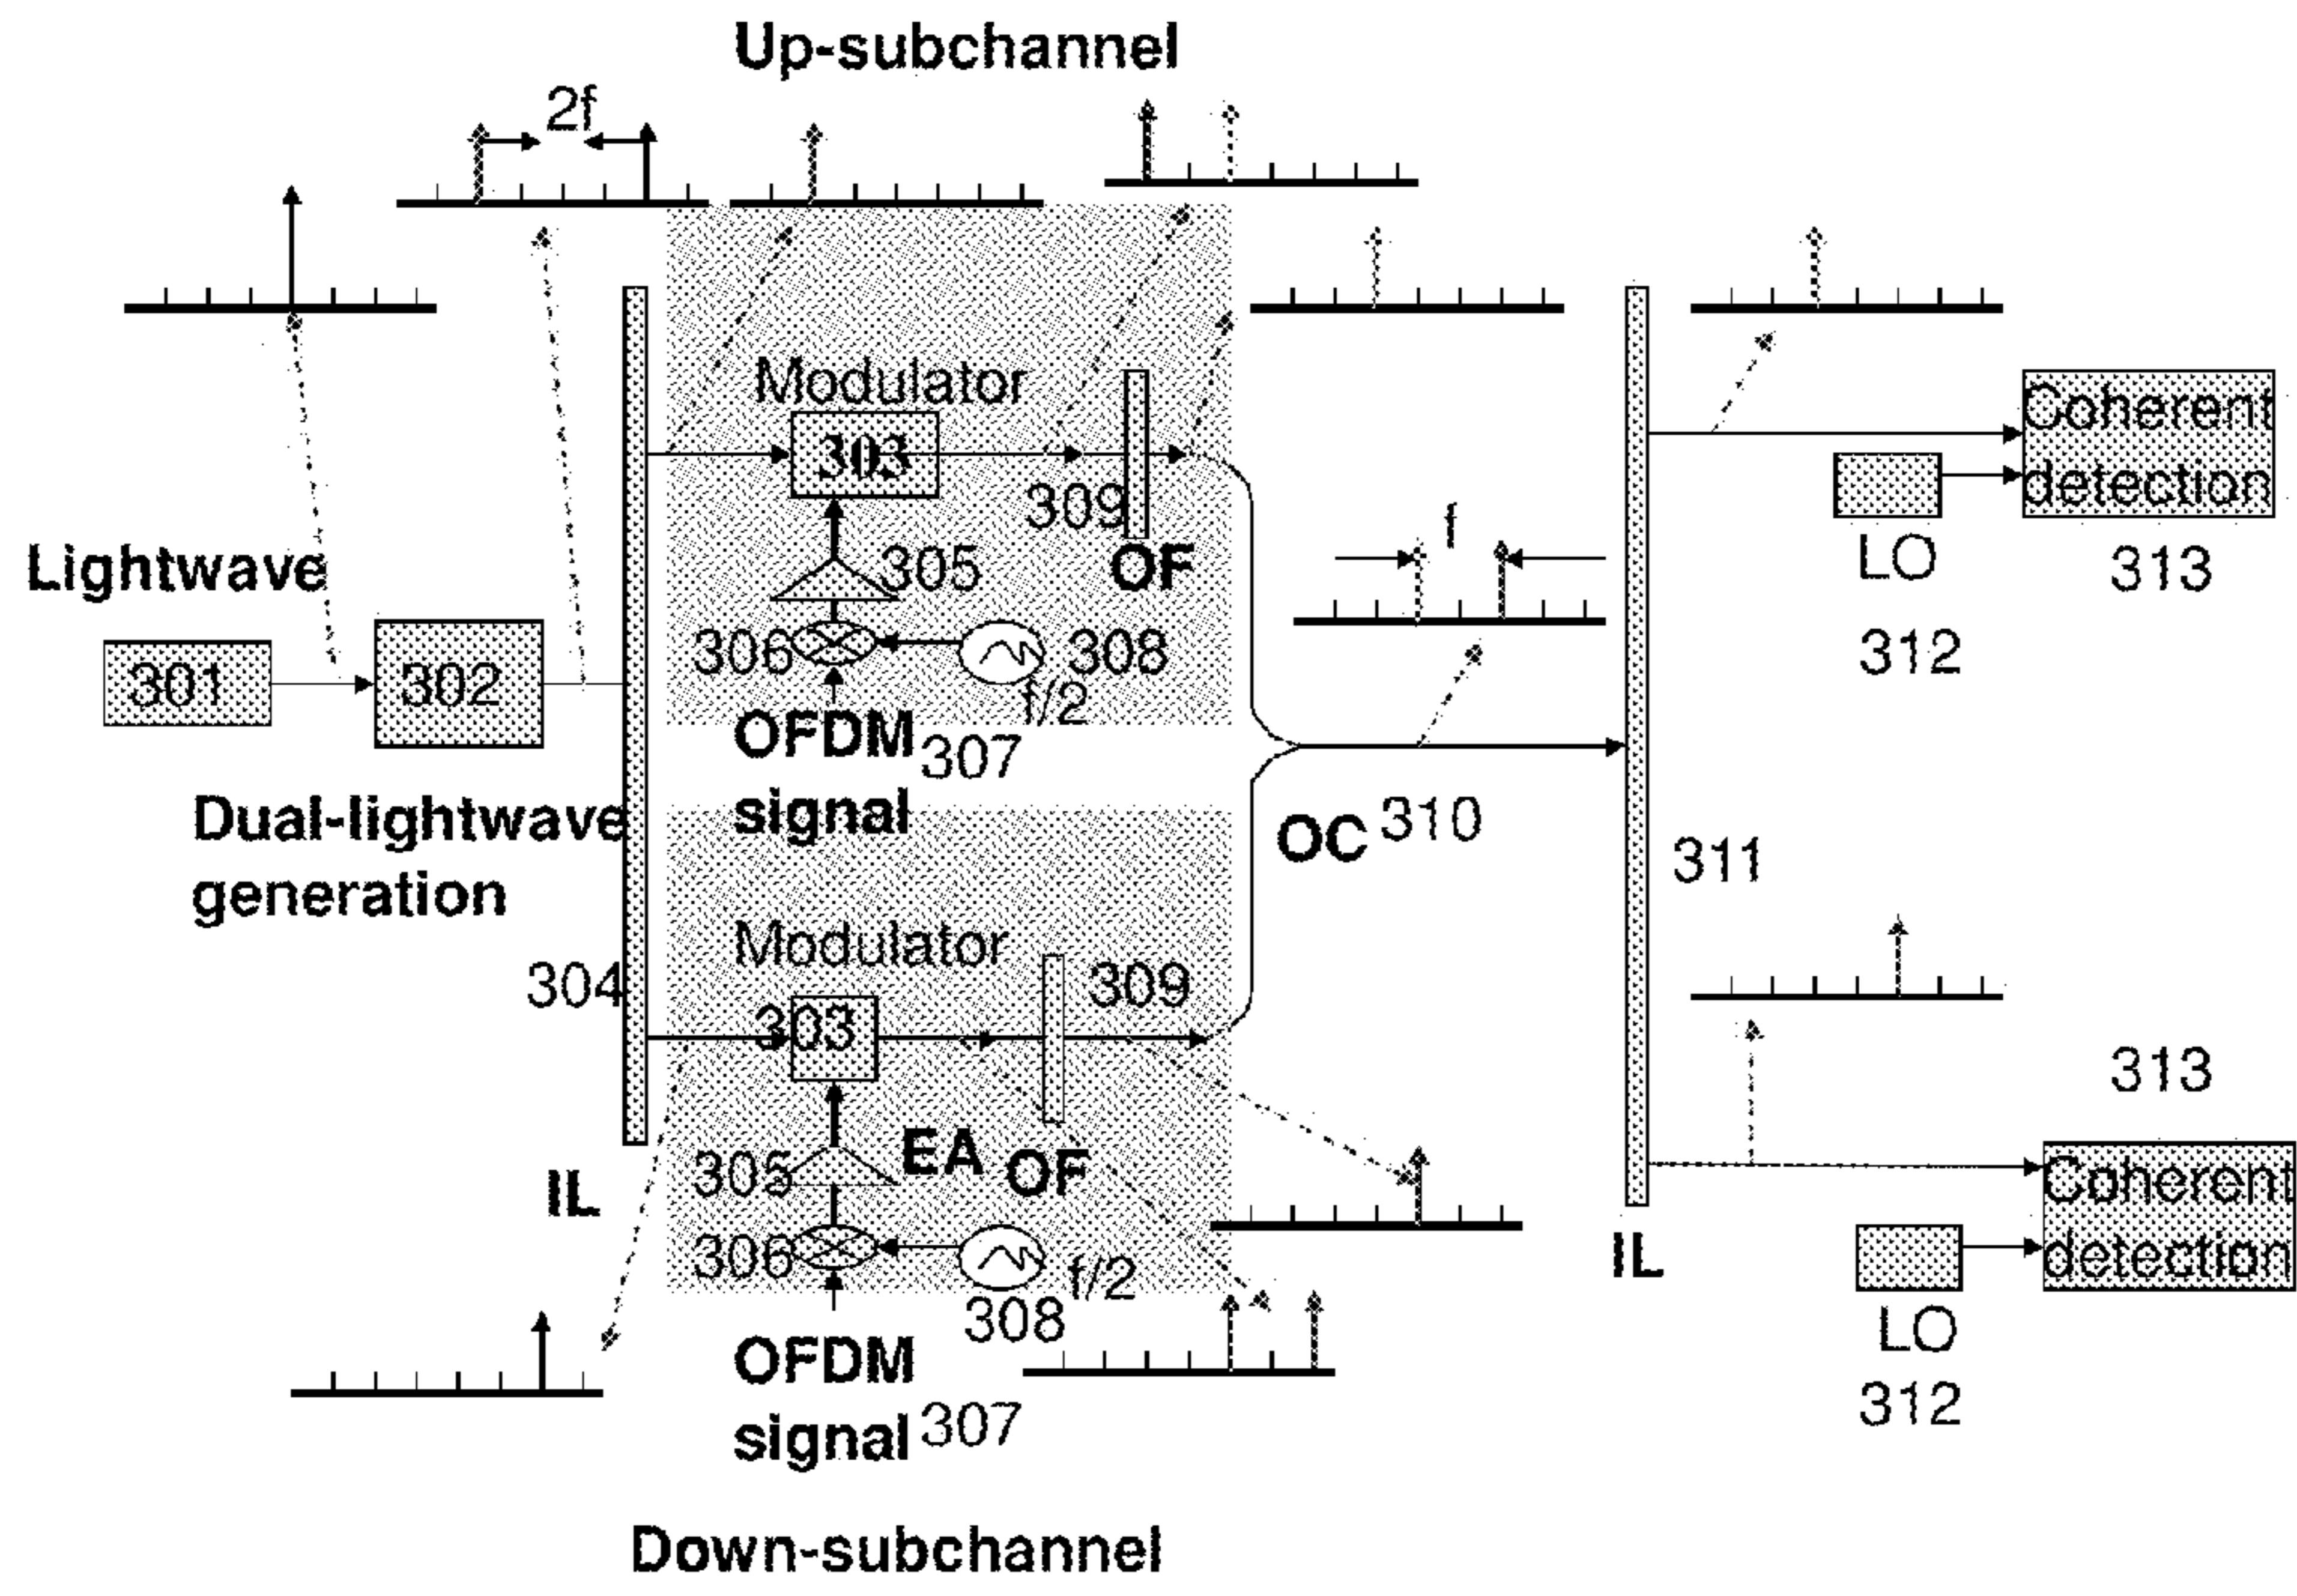 Up-subchannel
2f
Modulator
303
309
OF
305
306
308
f/2
OFDM
307
signal
Lightwave
301
302
Dual-lightwave
generation
304
IL
f
OC 310
311
IL
Coherent
detection
LO
312
313
Modulator
303
309
EA
OF
305
306
f/2
308
OFDM
signal 307
313
Coherent
detection
LO
312
Down-subchannel